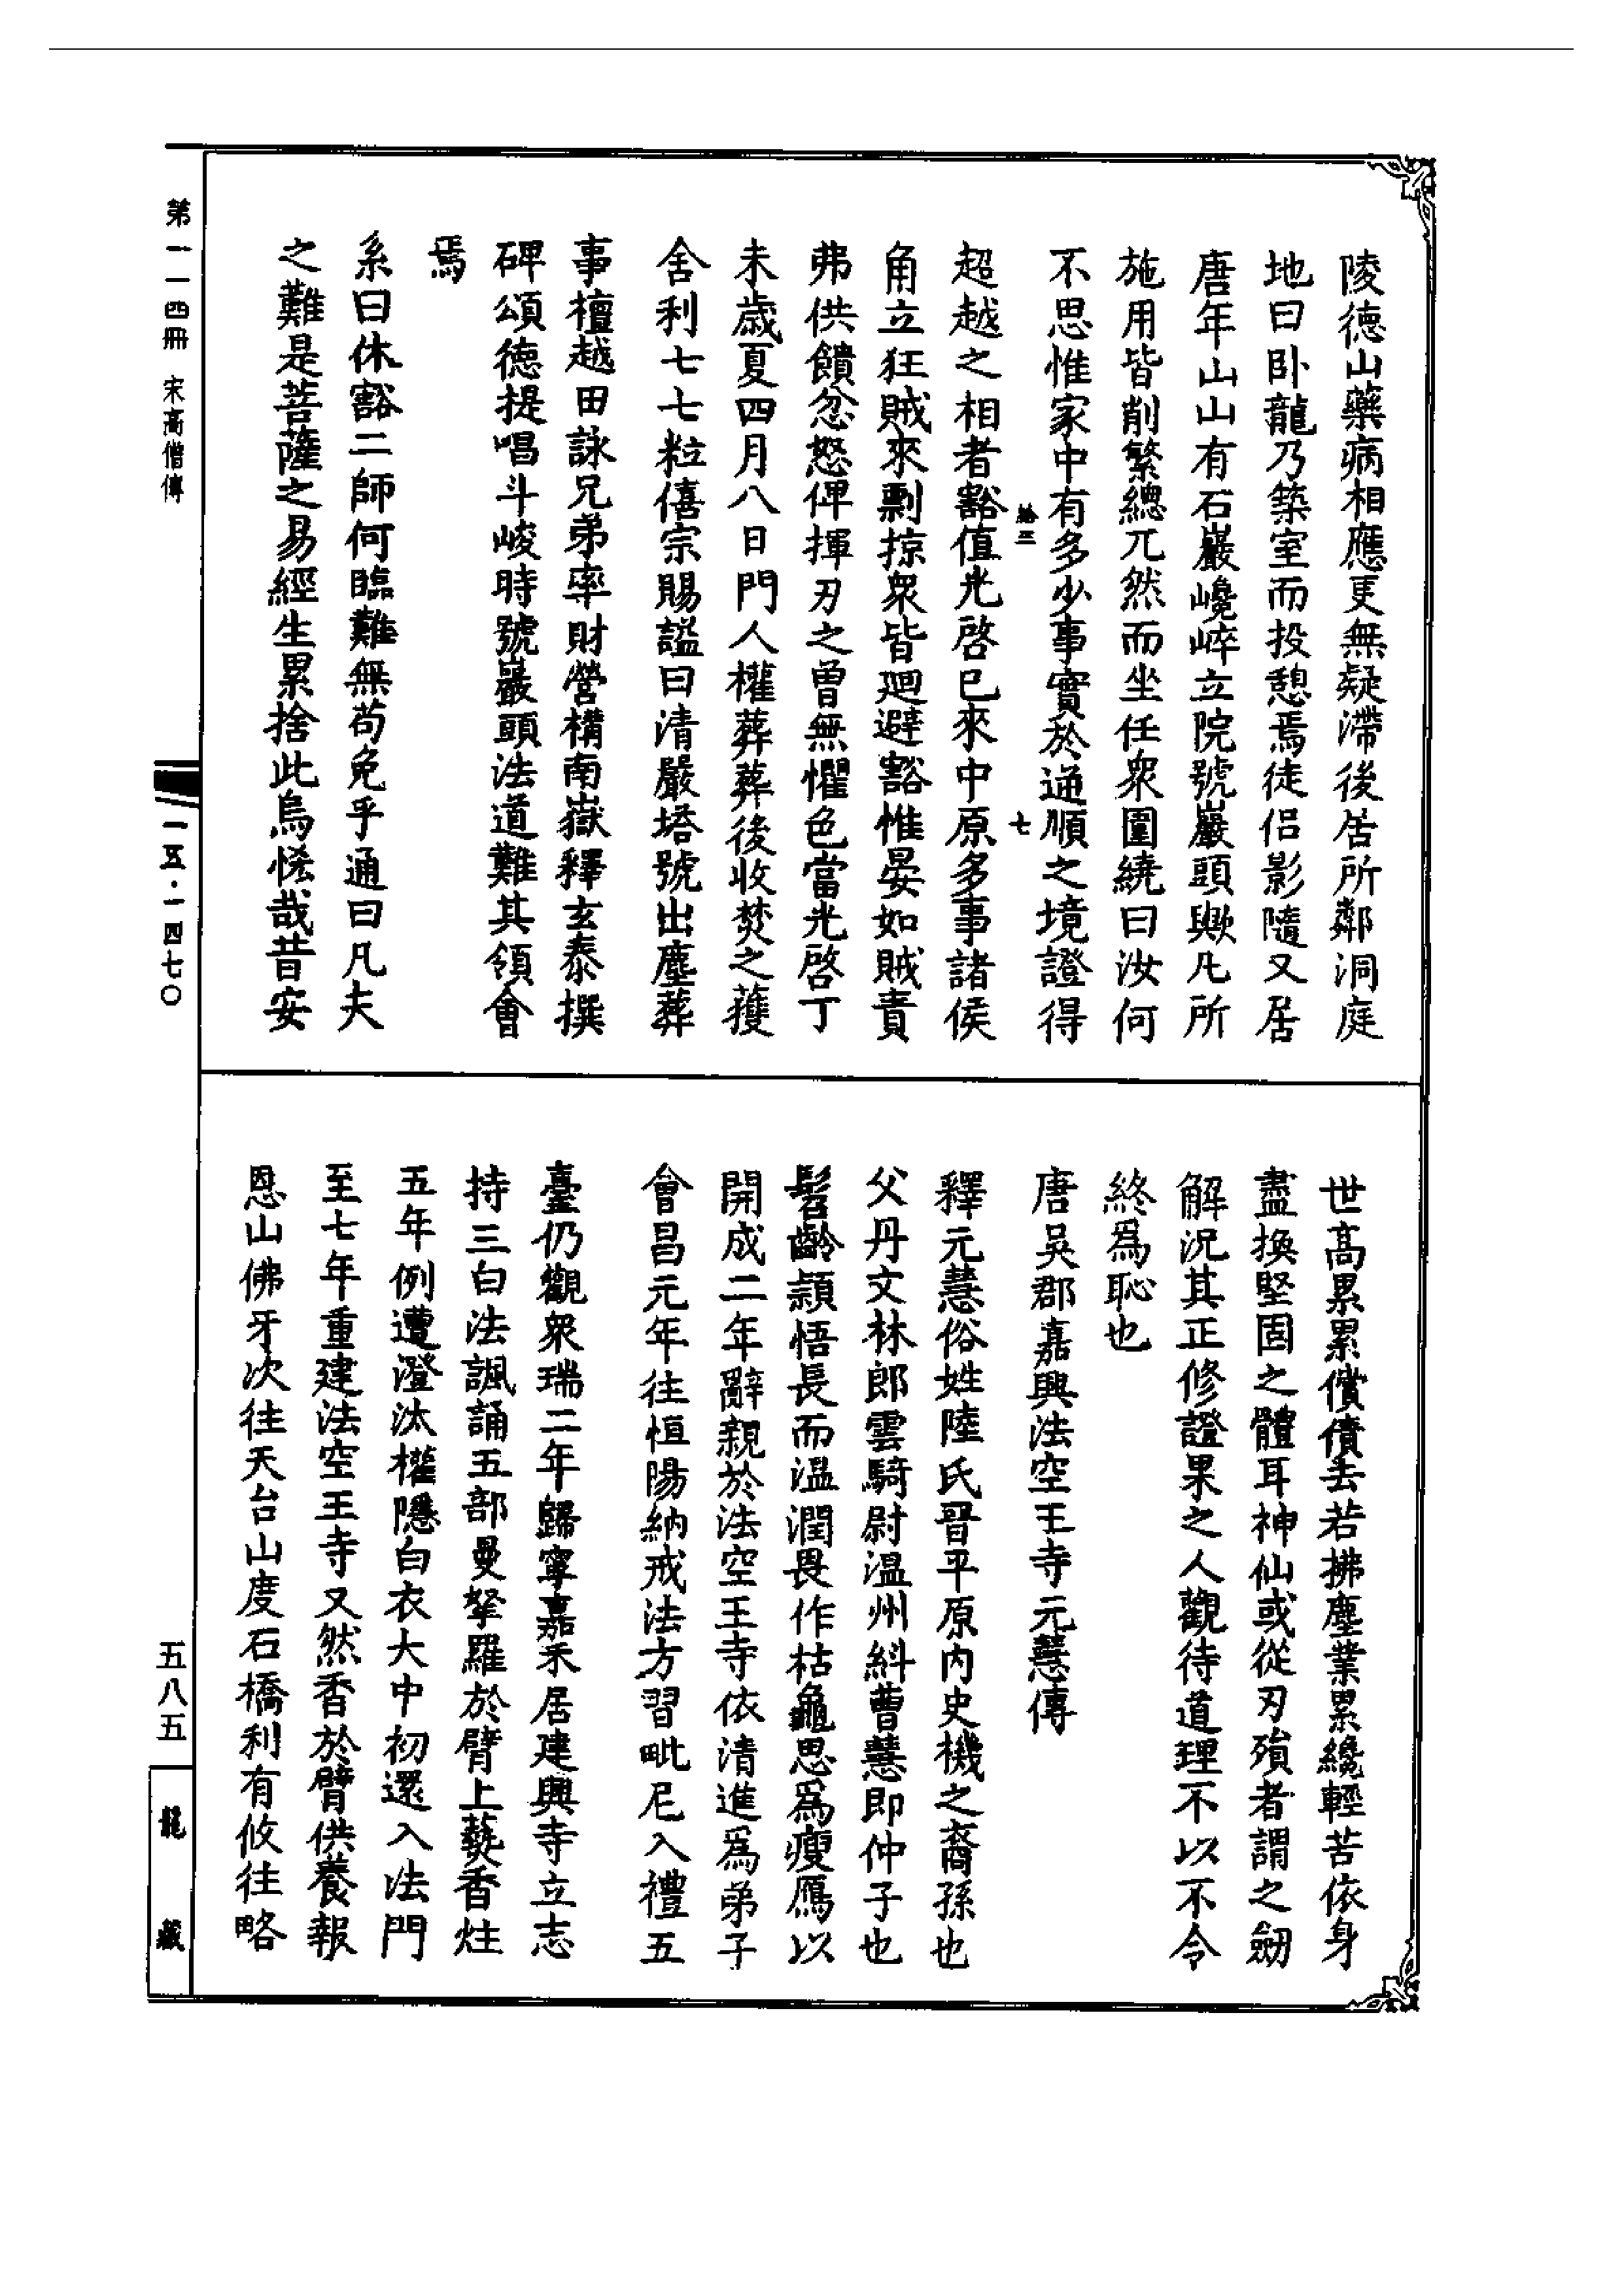 陵德山藥病相應更無疑滯後居所鄰洞庭
地曰卧龍乃築室而投憩焉徒侣影隨又居
唐年山山有石巖巉崪立院號巖頭歟凡所
施用皆削繁總兀然而坐任衆圍繞曰汝何
不思惟家中有多少事實於通順之境證得
三
七
超越之相者豁值光啓已來中原多事諸侯
角立狂賊來剽掠衆皆廻避豁惟晏如賊責
弗供饋忿怒俾揮刃之曾無懼色當光啓丁
未歲夏四月八日門人權葬葬後收焚之獲
舍利七七粒僖宗賜謚曰清嚴塔號出塵葬
事檀越田詠兄弟率財營構南嶽釋玄泰撰
碑頌德提唱斗峻時號巖頭法道難其領會
焉
系曰休豁二師何臨難無苟免乎通曰凡夫
之難是菩薩之易經生累捨此烏恠哉昔安
世高累累償債去若拂塵業累纔輕苦依身
盡換堅固之體耳神仙或從刃殞者謂之劒
解況其正修證果之人觀待道理不以不令
終爲恥也
唐吳郡嘉興法空王寺元慧傳
釋元慧俗姓陸氏晉平原内史機之裔孫也
父丹文林郎雲騎尉温州糾曹慧即仲子也
髫齡頴悟長而温潤畏作枯龜思爲瘦鴈以
開成二年辭親於法空王寺依清進爲弟子
會昌元年往恒陽納戒法方習毗尼入禮五
臺仍觀衆瑞二年歸寧嘉禾居建興寺立志
持三白法諷誦五部曼拏羅於臂上爇香炷
五年例遭澄汰權隱白衣大中初還入法門
至七年重建法空王寺又然香於臂供養報
恩山佛牙次往天台山度石橋利有攸往略
第一一四冊 宋高僧傳
一一五·一四七〇
五八五
龍藏